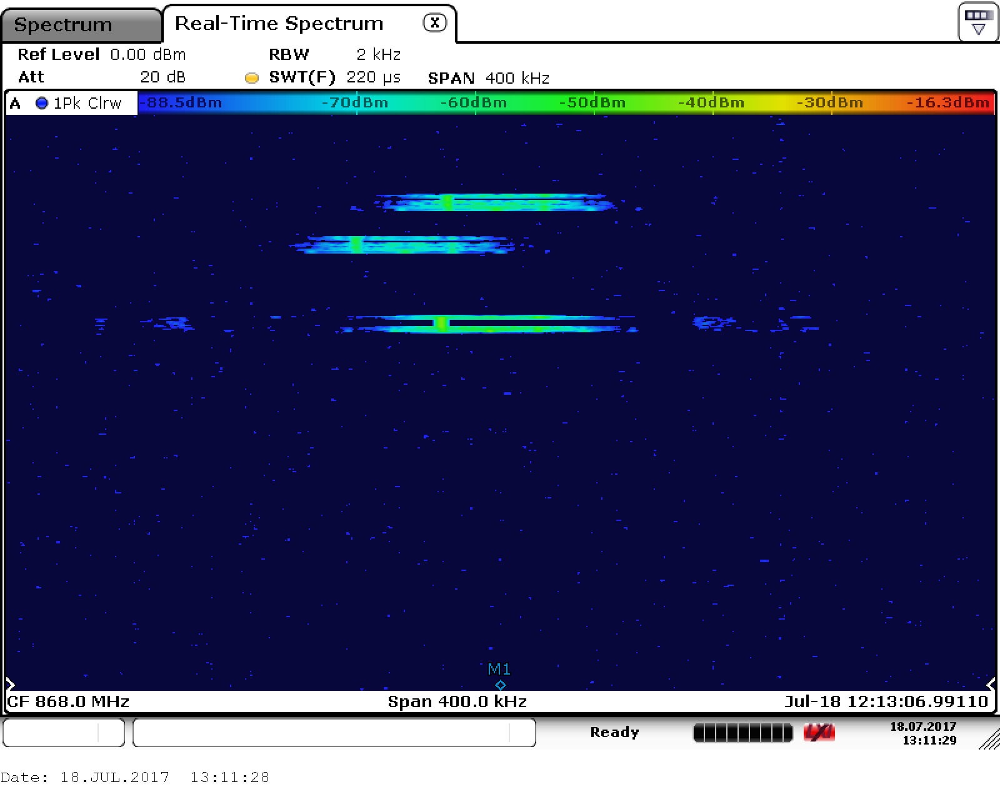 Spectrum
Real-Time Spectrum X
Ref Level 0.00 dBm RBW 2 kHz
Att 20 dB SWT(F) 220 µs SPAN 400 kHz
A 1Pk Clrw -88.5dBm -70dBm -60dBm -50dBm -40dBm -30dBm -16.3dBm
M1
CF 868.0 MHz Span 400.0 kHz Jul-18 12:13:06.99110
Ready LXI 18.07.2017
13:11:29
Date: 18.JUL.2017 13:11:28